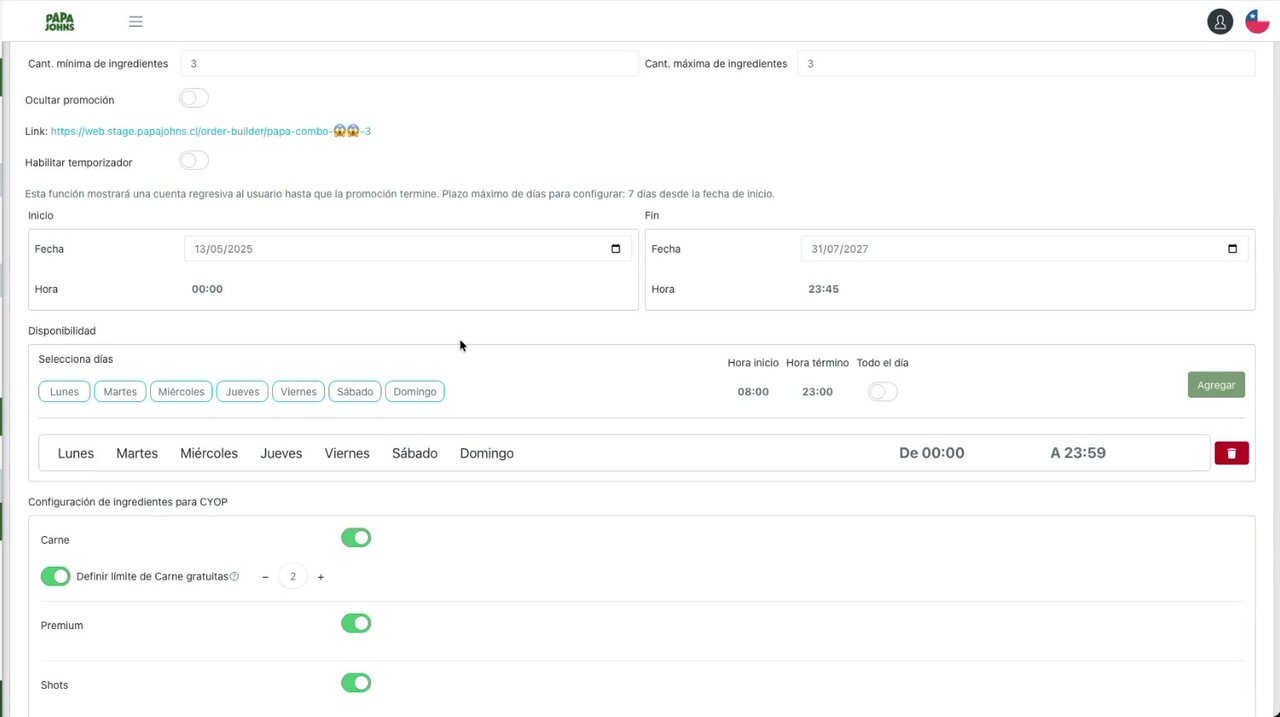 PAPA JOHNS
Cant. mínima de ingredientes 3 Cant. máxima de ingredientes 3
Ocultar promoción
Link: https://web.stage.papajohns.cl/order-builder/papa-combo-😱😱-3
Habilitar temporizador
Esta función mostrará una cuenta regresiva al usuario hasta que la promoción termine. Plazo máximo de días para configurar: 7 días desde la fecha de inicio.
Inicio Fin
Fecha 13/05/2025 Fecha 31/07/2027
Hora 00:00 Hora 23:45
Disponibilidad
Selecciona días Hora inicio Hora término Todo el día
Lunes Martes Miércoles Jueves Viernes Sábado Domingo 08:00 23:00 Agregar
Lunes Martes Miércoles Jueves Viernes Sábado Domingo De 00:00 A 23:59
Configuración de ingredientes para CYOP
Carne
Definir límite de Carne gratuitas? − 2 +
Premium
Shots